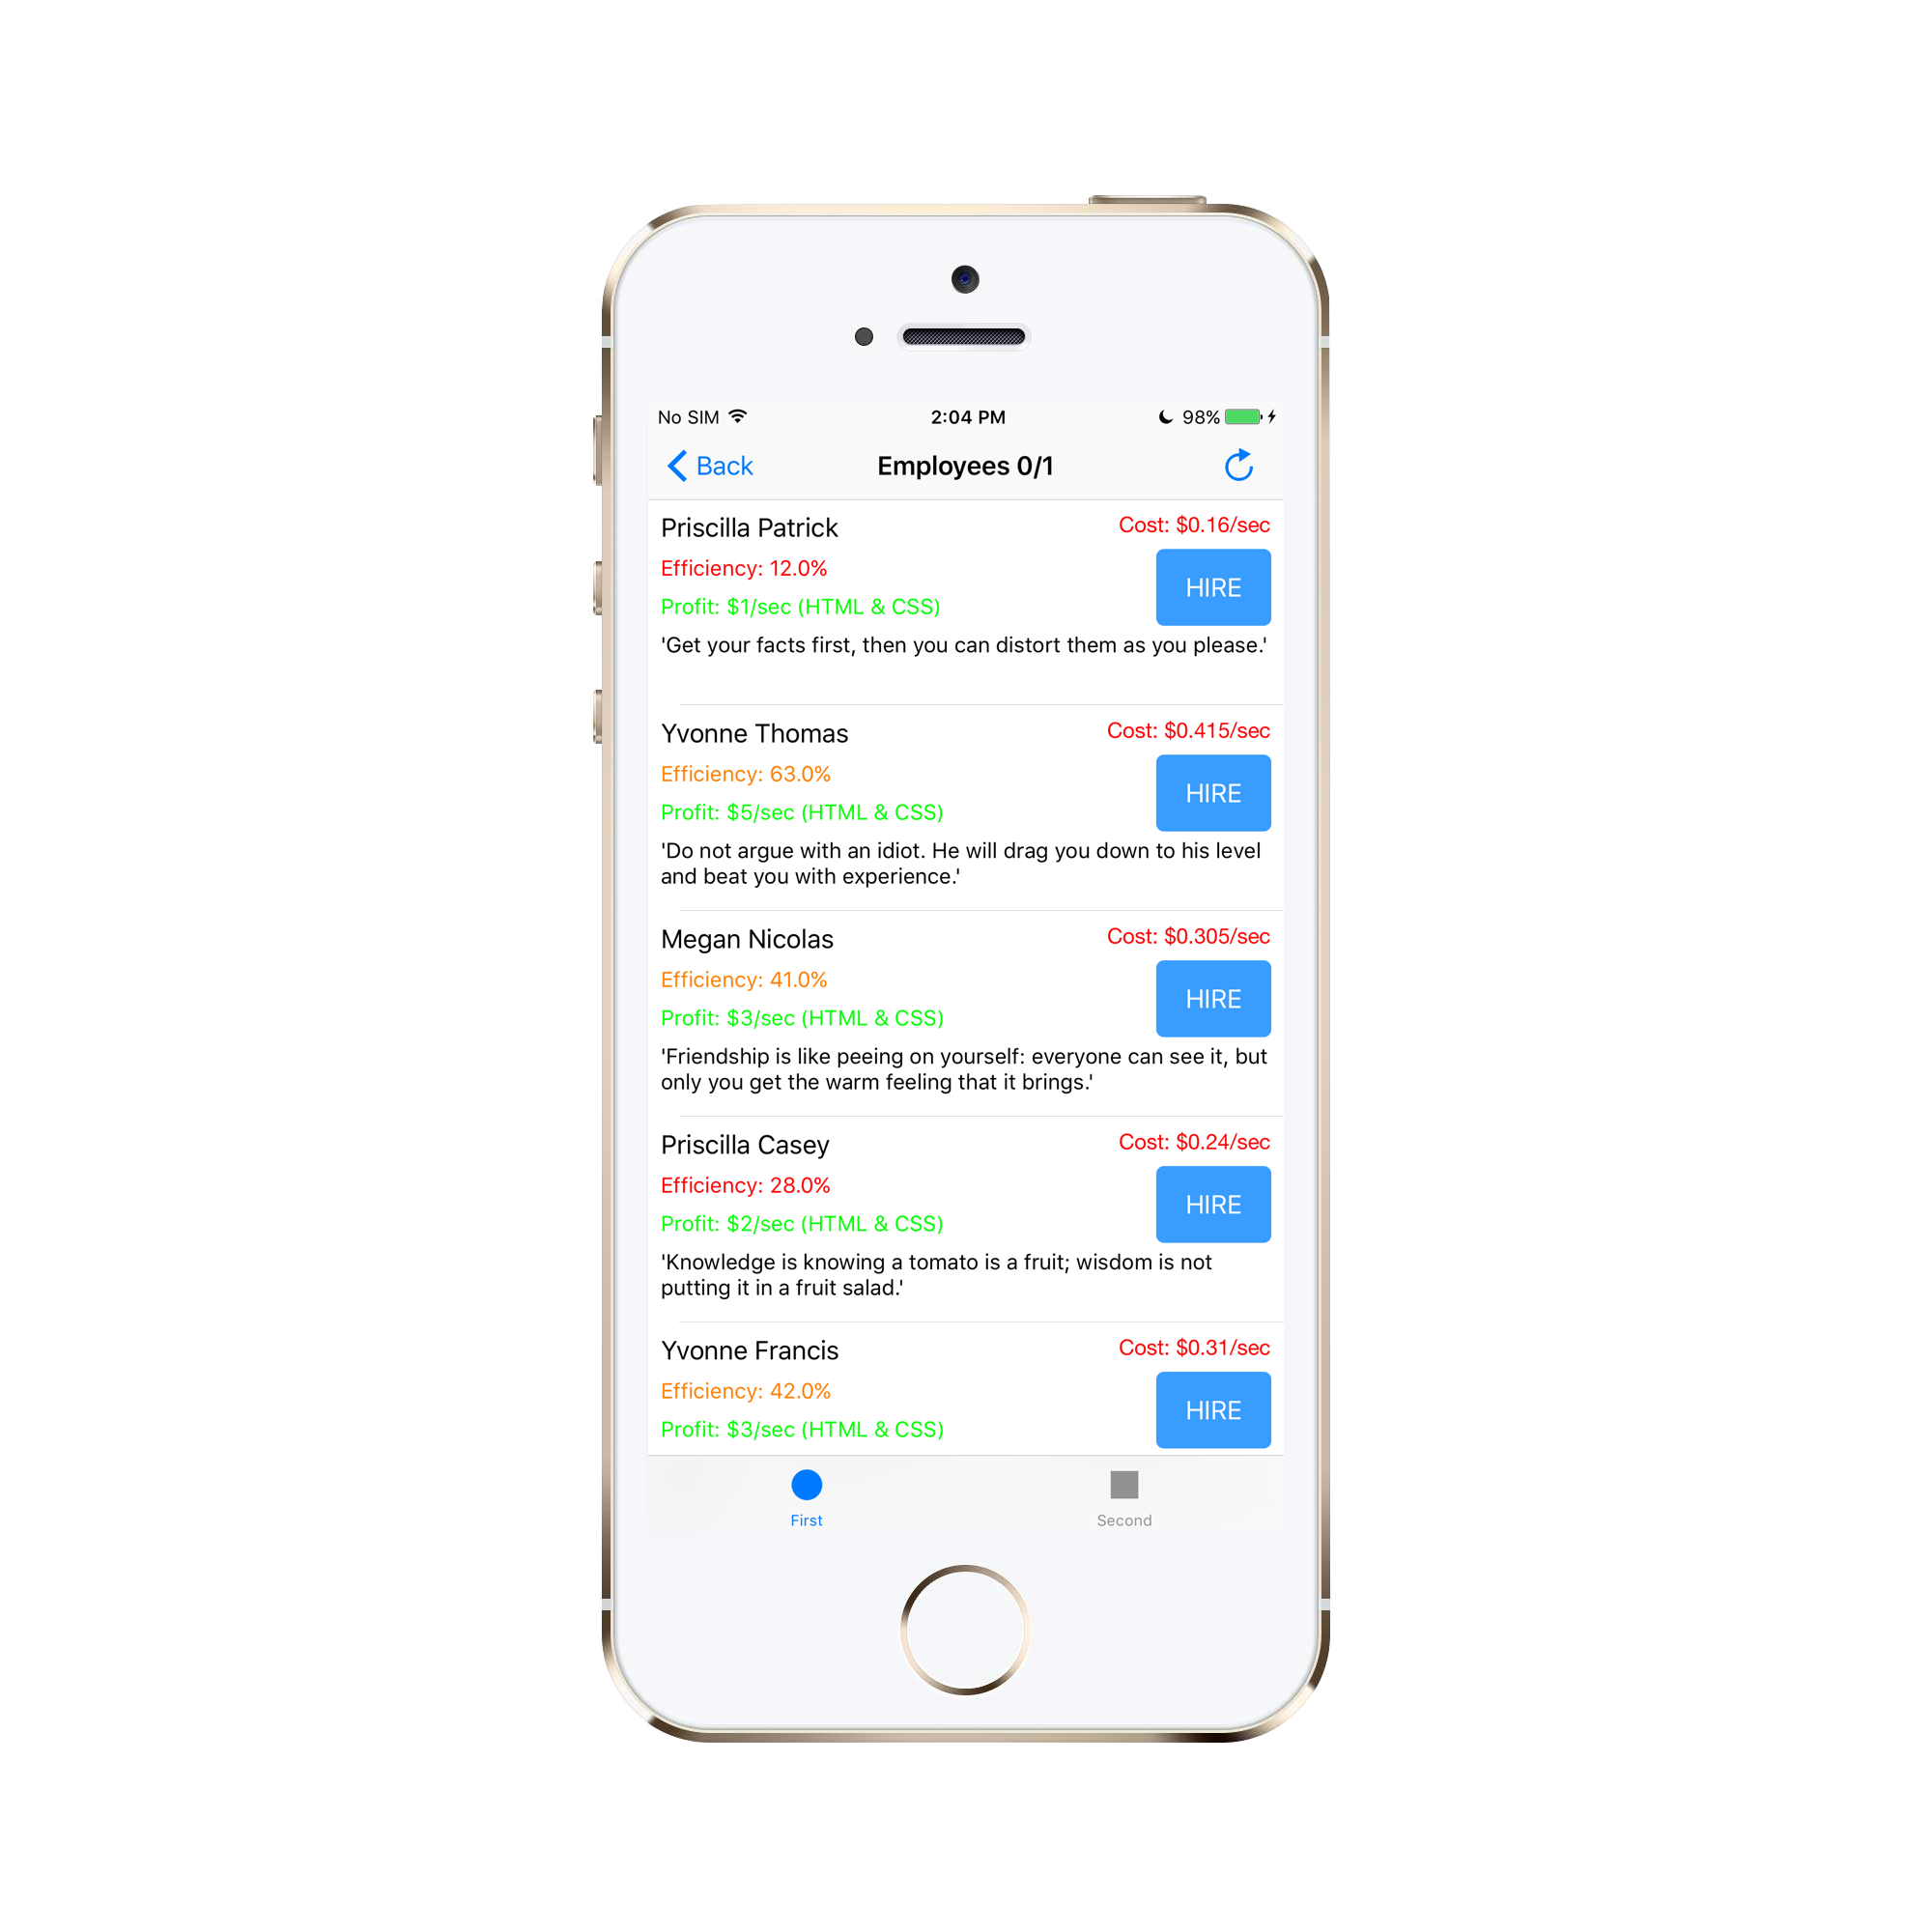 No SIM 2:04 PM 98%
Back Employees 0/1
Priscilla Patrick Cost: $0.16/sec
Efficiency: 12.0%
HIRE
Profit: $1/sec (HTML & CSS)
'Get your facts first, then you can distort them as you please.'
Yvonne Thomas Cost: $0.415/sec
Efficiency: 63.0%
HIRE
Profit: $5/sec (HTML & CSS)
'Do not argue with an idiot. He will drag you down to his level
and beat you with experience.'
Megan Nicolas Cost: $0.305/sec
Efficiency: 41.0%
HIRE
Profit: $3/sec (HTML & CSS)
'Friendship is like peeing on yourself: everyone can see it, but
only you get the warm feeling that it brings.'
Priscilla Casey Cost: $0.24/sec
Efficiency: 28.0%
HIRE
Profit: $2/sec (HTML & CSS)
'Knowledge is knowing a tomato is a fruit; wisdom is not
putting it in a fruit salad.'
Yvonne Francis Cost: $0.31/sec
Efficiency: 42.0%
HIRE
Profit: $3/sec (HTML & CSS)
First Second